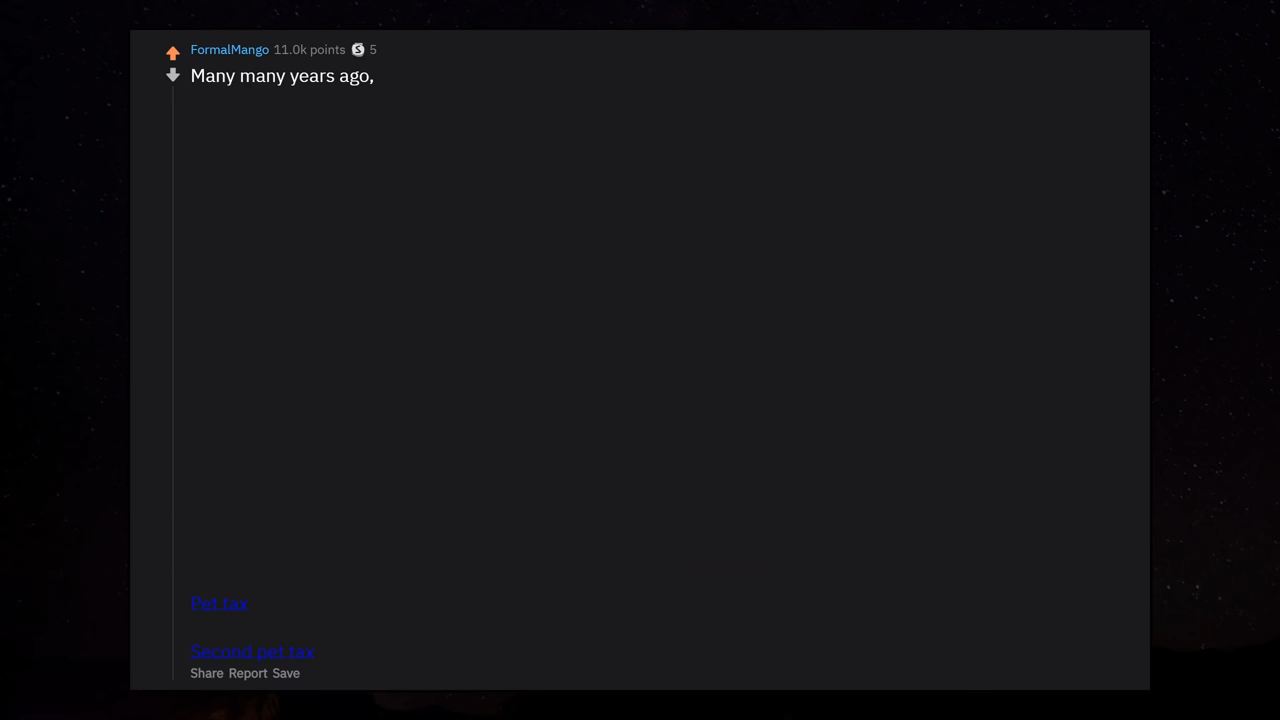 FormalMango 11.0k points 5
Many many years ago,
Pet tax
Second pet tax
Share Report Save